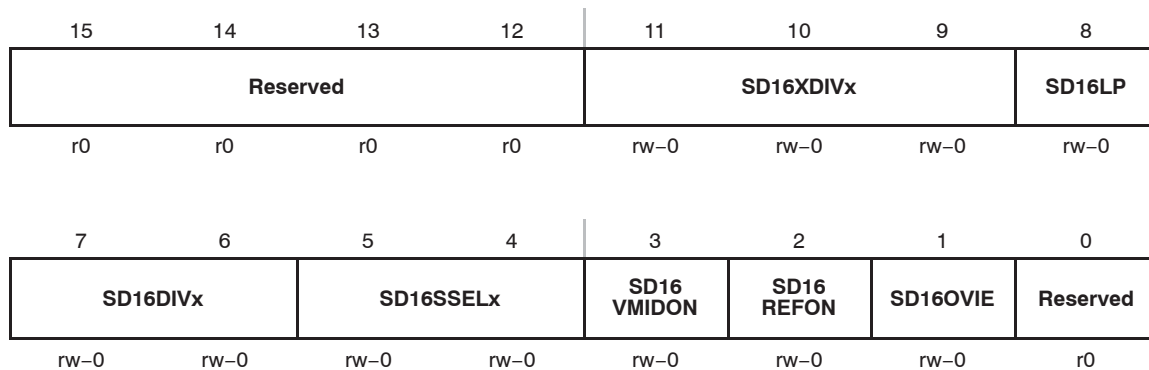 15 14 13 12 11 10 9 8
Reserved SD16XDIVx SD16LP
r0 r0 r0 r0 rw−0 rw−0 rw−0 rw−0
7 6 5 4 3 2 1 0
SD16DIVx SD16SSELx SD16 VMIDON SD16 REFON SD16OVIE Reserved
rw−0 rw−0 rw−0 rw−0 rw−0 rw−0 rw−0 r0